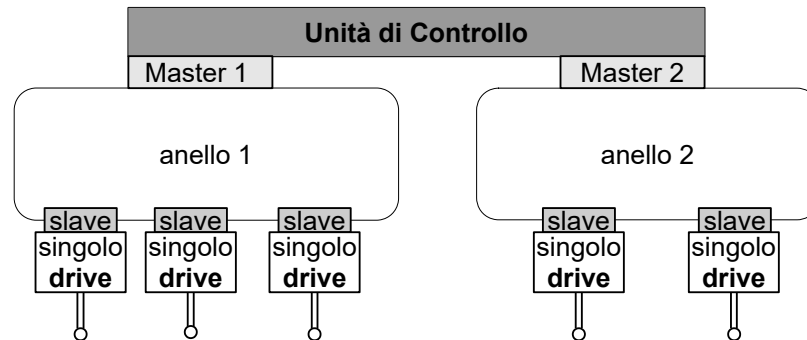 Unità di Controllo
Master 1
Master 2
anello 1
anello 2
slave
slave
slave
slave
slave
singolo
drive
singolo
drive
singolo
drive
singolo
drive
singolo
drive